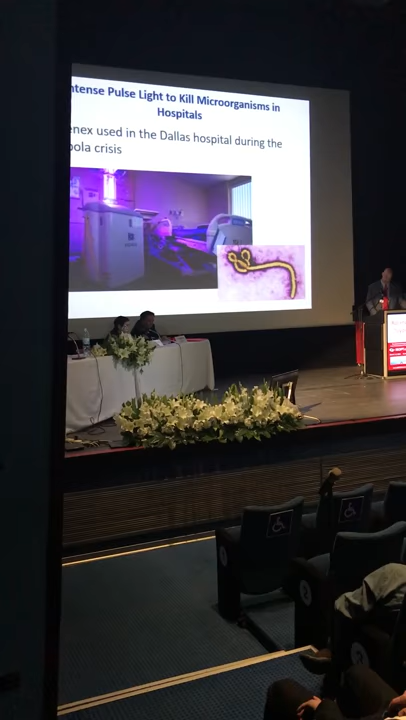 ntense Pulse Light to Kill Microorganisms in
Hospitals
enex used in the Dallas hospital during the
bola crisis